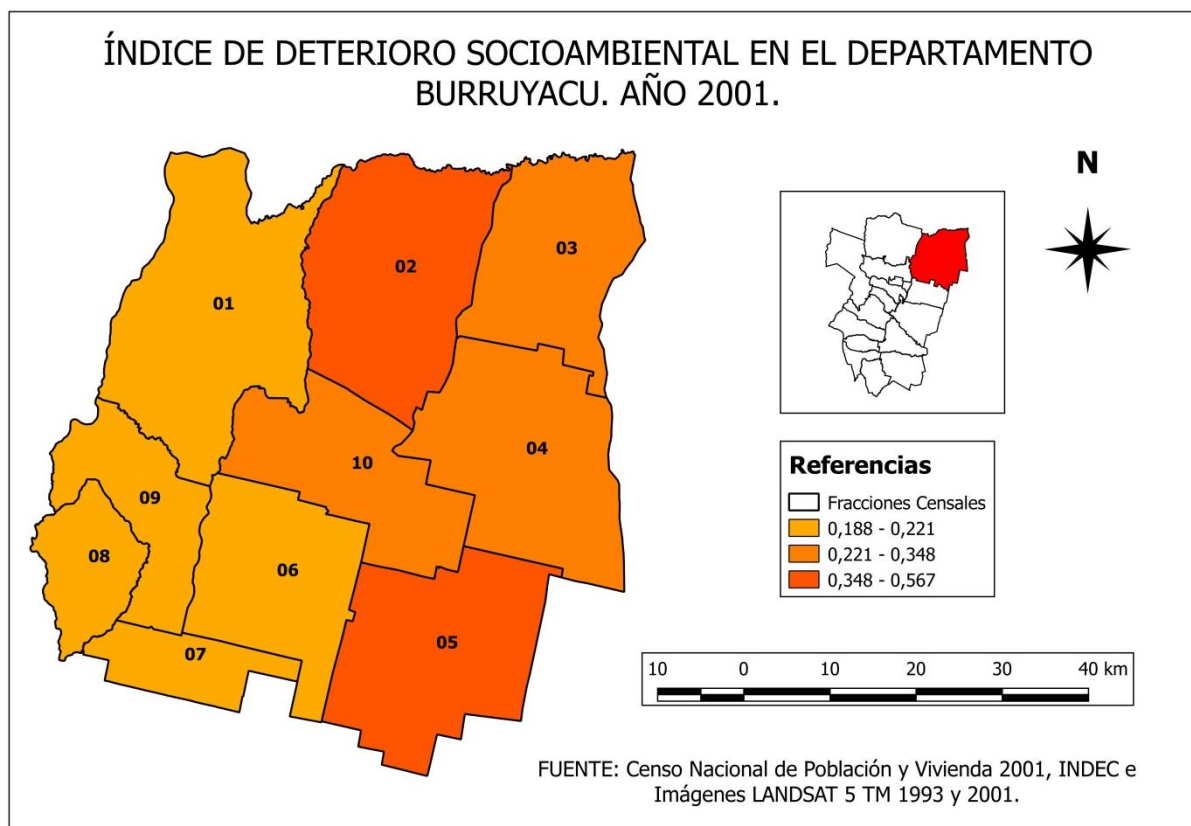 ÍNDICE DE DETERIORO SOCIOAMBIENTAL EN EL DEPARTAMENTO
BURRUYACU. AÑO 2001.
N
01
02
03
04
10
09
08
06
05
07
Referencias
Fracciones Censales
0,188 - 0,221
0,221 - 0,348
0,348 - 0,567
10 0 10 20 30 40 km
FUENTE: Censo Nacional de Población y Vivienda 2001, INDEC e
Imágenes LANDSAT 5 TM 1993 y 2001.